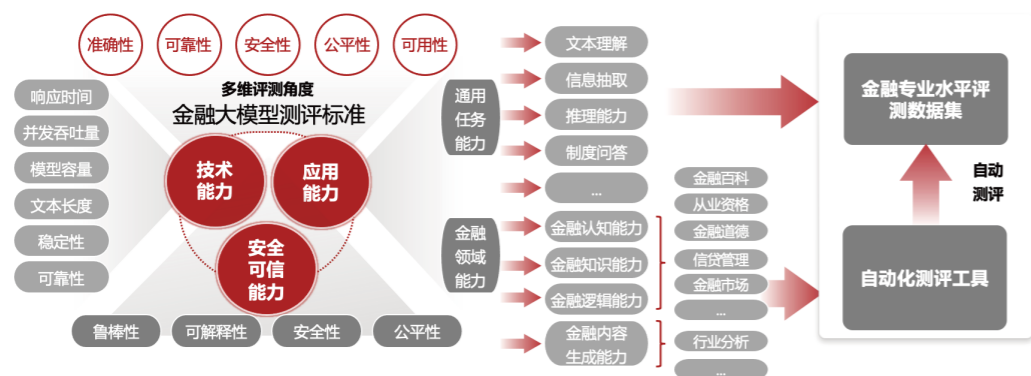 准确性
可靠性
安全性
公平性
可用性
多维评测角度
金融大模型测评标准
响应时间
并发吞吐量
模型容量
文本长度
稳定性
可靠性
技术
能力
应用
能力
安全
可信
能力
鲁棒性
可解释性
安全性
公平性
通用
任务
能力
文本理解
信息抽取
推理能力
制度问答
...
金融
领域
能力
金融认知能力
金融知识能力
金融逻辑能力
金融内容
生成能力
金融百科
从业资格
金融道德
信贷管理
金融市场
...
行业分析
...
金融专业水平评
测数据集
自动
测评
自动化测评工具